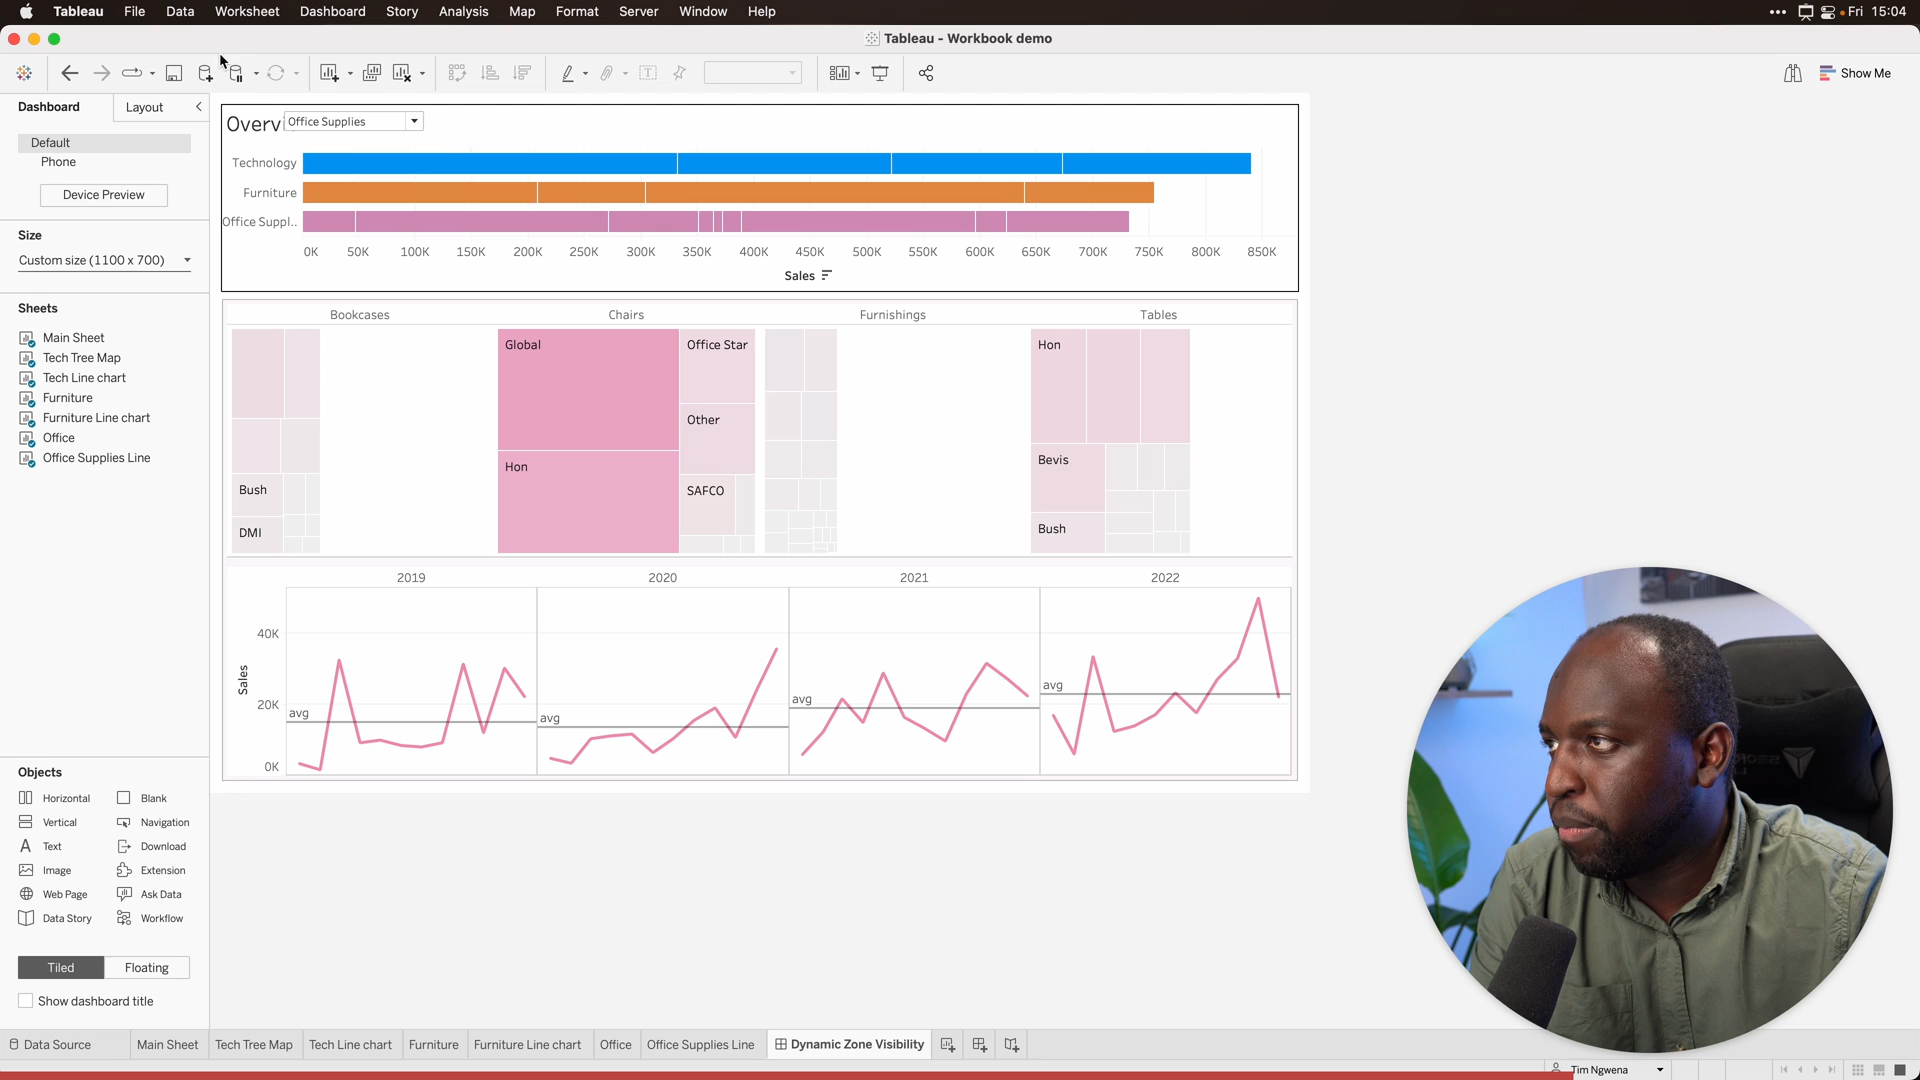 Tableau File Data Worksheet Dashboard Story Analysis Map Format Server Window Help Fri 15:04
Tableau - Workbook demo
Show Me
Dashboard Layout
Default
Phone
Device Preview
Size
Custom size (1100 x 700)
Sheets
Main Sheet
Tech Tree Map
Tech Line chart
Furniture
Furniture Line chart
Office
Office Supplies Line
Objects
Horizontal Blank
Vertical Navigation
Text Download
Image Extension
Web Page Ask Data
Data Story Workflow
Tiled Floating
Show dashboard title
Overvi Office Supplies
Technology
Furniture
Office Suppl..
0K 50K 100K 150K 200K 250K 300K 350K 400K 450K 500K 550K 600K 650K 700K 750K 800K 850K
Sales
Bookcases Chairs Furnishings Tables
Bush
DMI
Global
Hon
Office Star
Other
SAFCO
Hon
Bevis
Bush
2019 2020 2021 2022
Sales
40K
20K
0K
avg
avg
avg
avg
Data Source Main Sheet Tech Tree Map Tech Line chart Furniture Furniture Line chart Office Office Supplies Line Dynamic Zone Visibility
Tim Ngwena